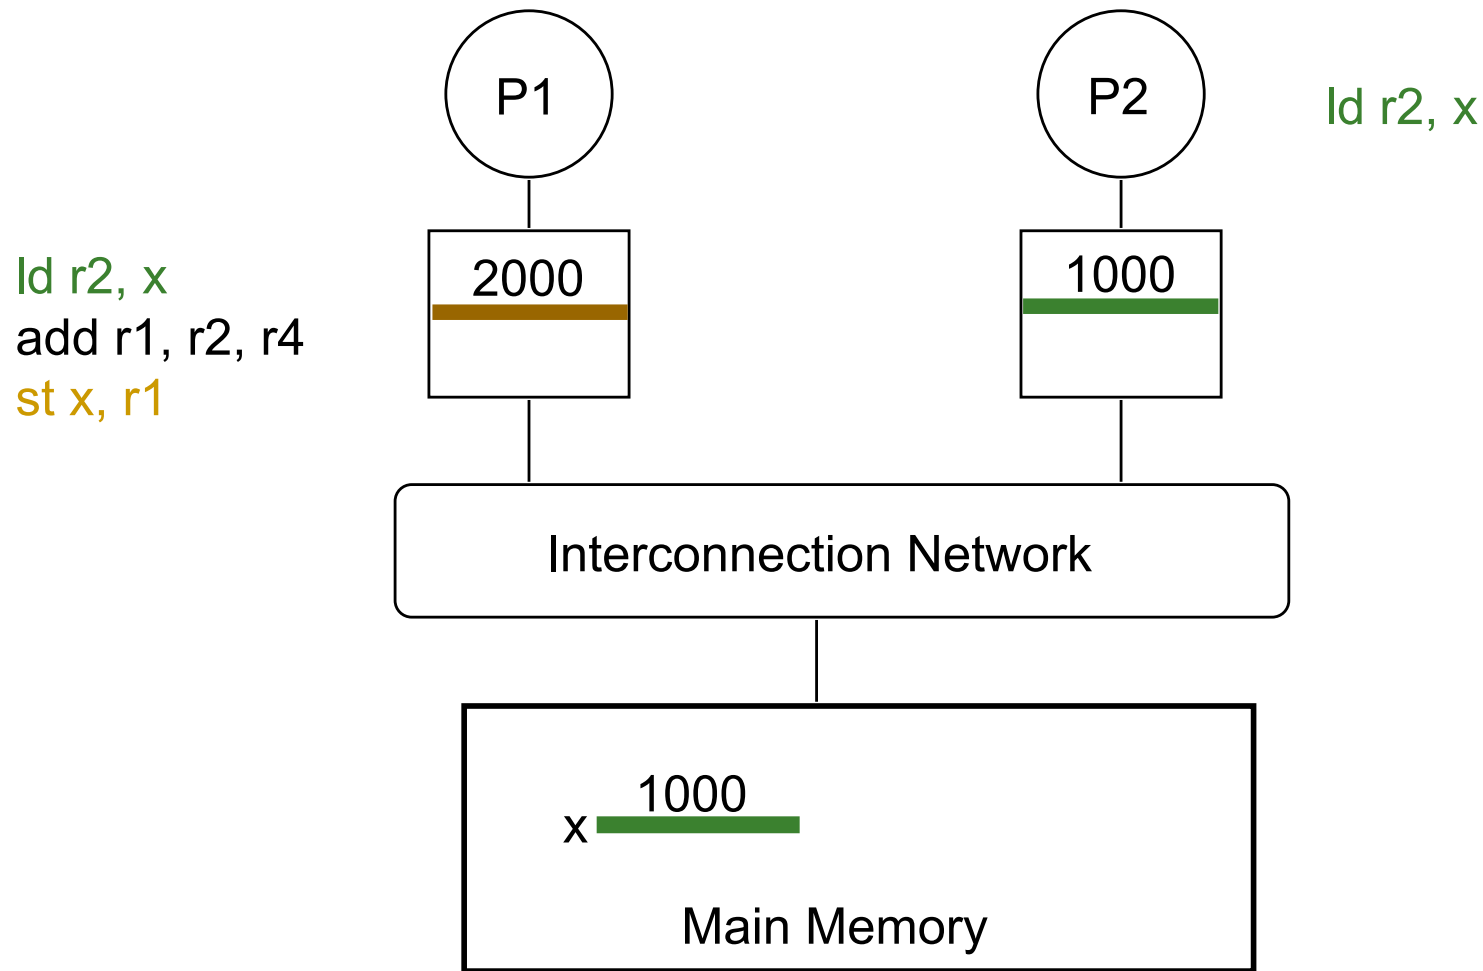 P1
P2
ld r2, x
2000
1000
ld r2, x
add r1, r2, r4
st x, r1
Interconnection Network
1000
x
Main Memory